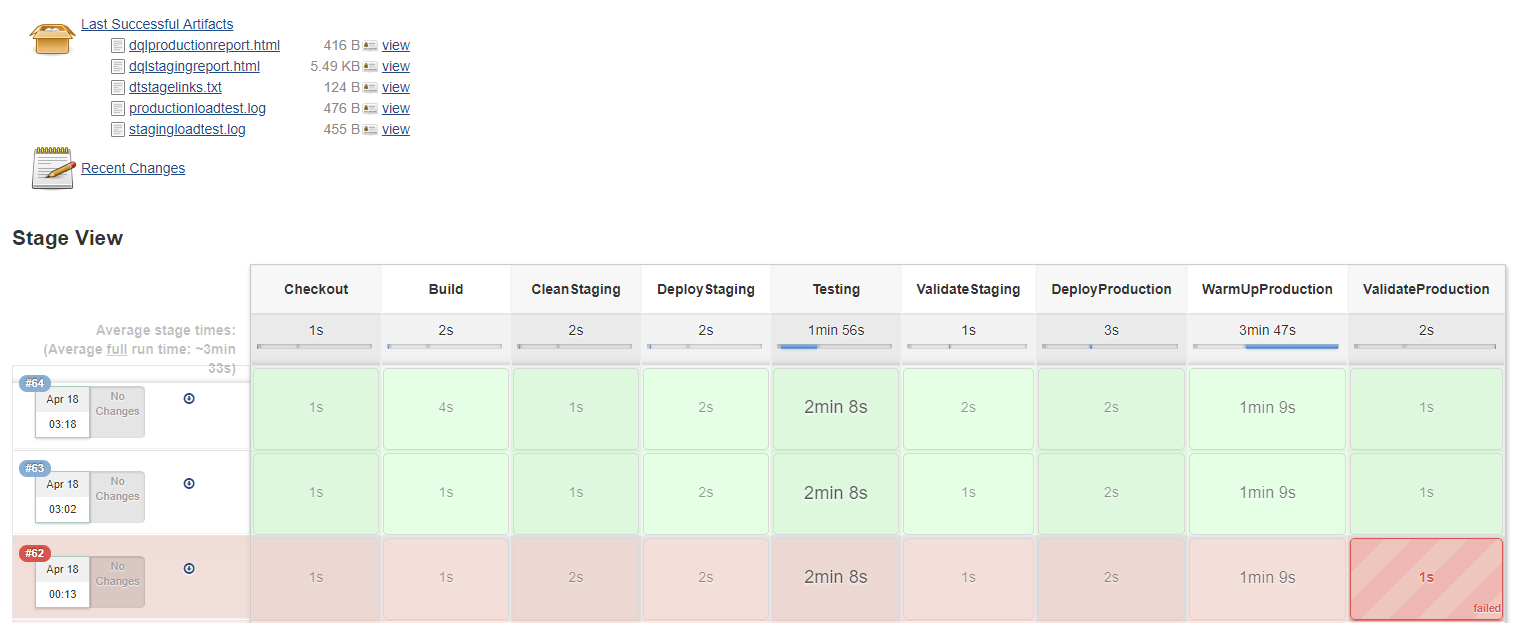 Last Successful Artifacts
dqlproductionreport.html 416 B view
dqlstagingreport.html 5.49 KB view
dtstagelinks.txt 124 B view
productionloadtest.log 476 B view
stagingloadtest.log 455 B view
Recent Changes
Stage View
Checkout Build CleanStaging DeployStaging Testing ValidateStaging DeployProduction WarmUpProduction ValidateProduction
Average stage times: 1s 2s 2s 2s 1min 56s 1s 3s 3min 47s 2s
(Average full run time: ~3min
33s)
#64
Apr 18 No
Changes
03:18
1s 4s 1s 2s 2min 8s 2s 2s 1min 9s 1s
#63
Apr 18 No
Changes
03:02
1s 1s 1s 2s 2min 8s 1s 2s 1min 9s 1s
#62
Apr 18 No
Changes
00:13
1s 1s 2s 2s 2min 8s 1s 2s 1min 9s 1s
failed